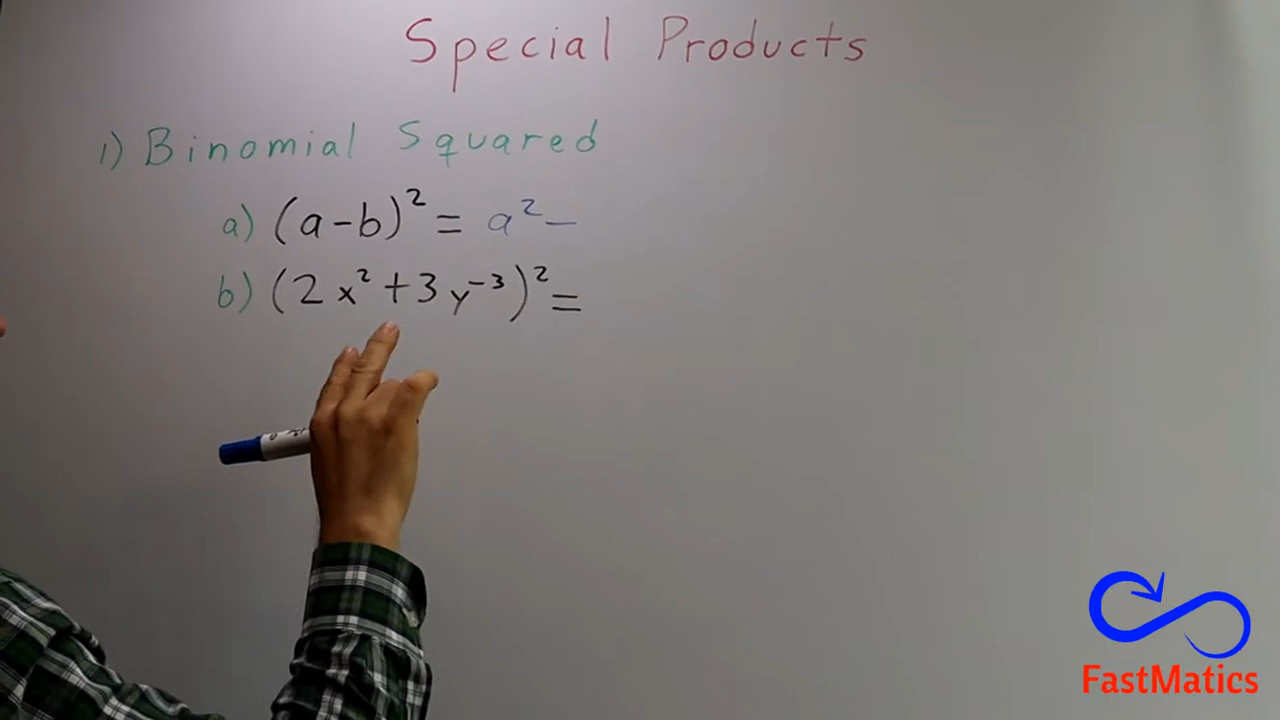 Special Products
1) Binomial Squared
a) (a-b)² = a² -
b) (2x² + 3y⁻³)² =
FastMatics